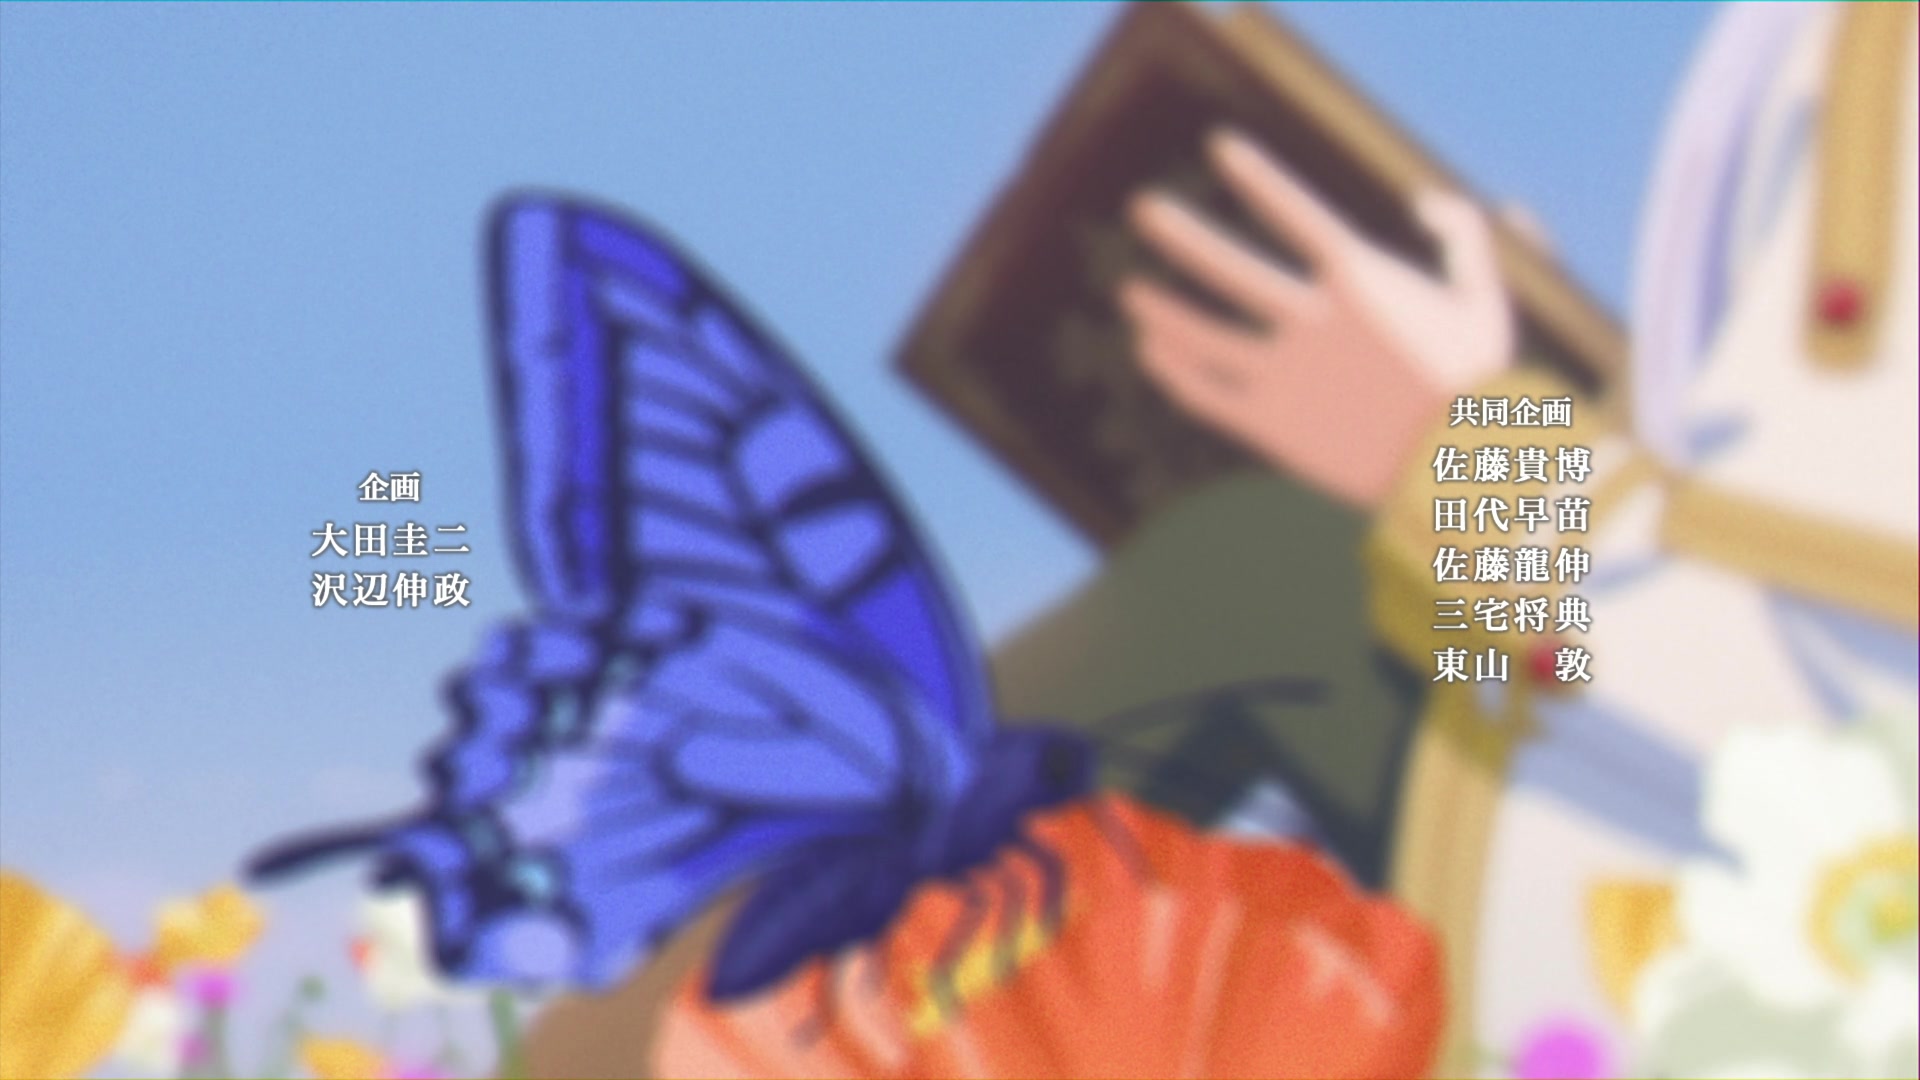 企画
大田圭二
沢辺伸政
共同企画
佐藤貴博
田代早苗
佐藤龍伸
三宅将典
東山　敦